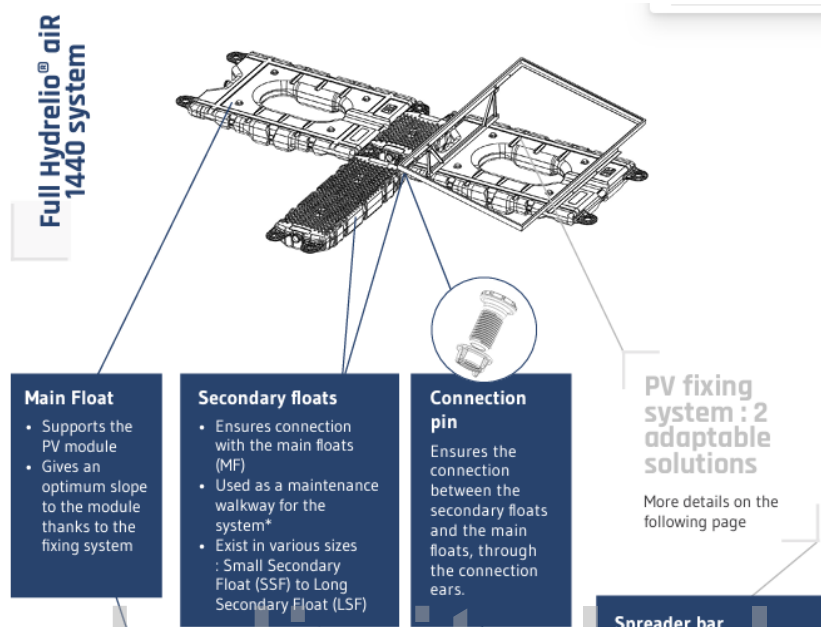 Full Hydrelio® aiR
1440 system
Main Float
• Supports the
PV module
• Gives an
optimum slope
to the module
thanks to the
fixing system
Secondary floats
• Ensures connection
with the main floats
(MF)
• Used as a maintenance
walkway for the
system*
• Exist in various sizes
: Small Secondary
Float (SSF) to Long
Secondary Float (LSF)
Connection
pin
Ensures the
connection
between the
secondary floats
and the main
floats, through
the connection
ears.
PV fixing
system : 2
adaptable
solutions
More details on the
following page
Spreader bar